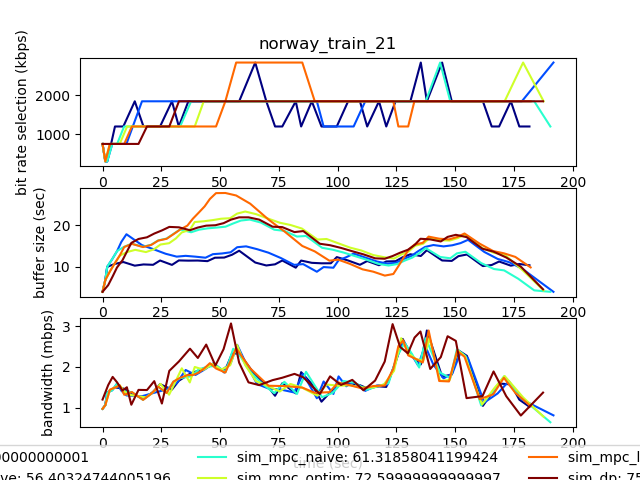 norway_train_21
bit rate selection (kbps)
2000
1000
0 25 50 75 100 125 150 175 200
buffer size (sec)
20
10
0 25 50 75 100 125 150 175 200
bandwidth (mbps)
3
2
1
0 25 50 75 100 125 150 175 200
time (sec)
00000000001 sim_mpc_naive: 61.31858041199424 sim_mpc_l
ve: 56.40324744005196 sim_mpc_optim: 72.59999999999997 sim_dp: 75